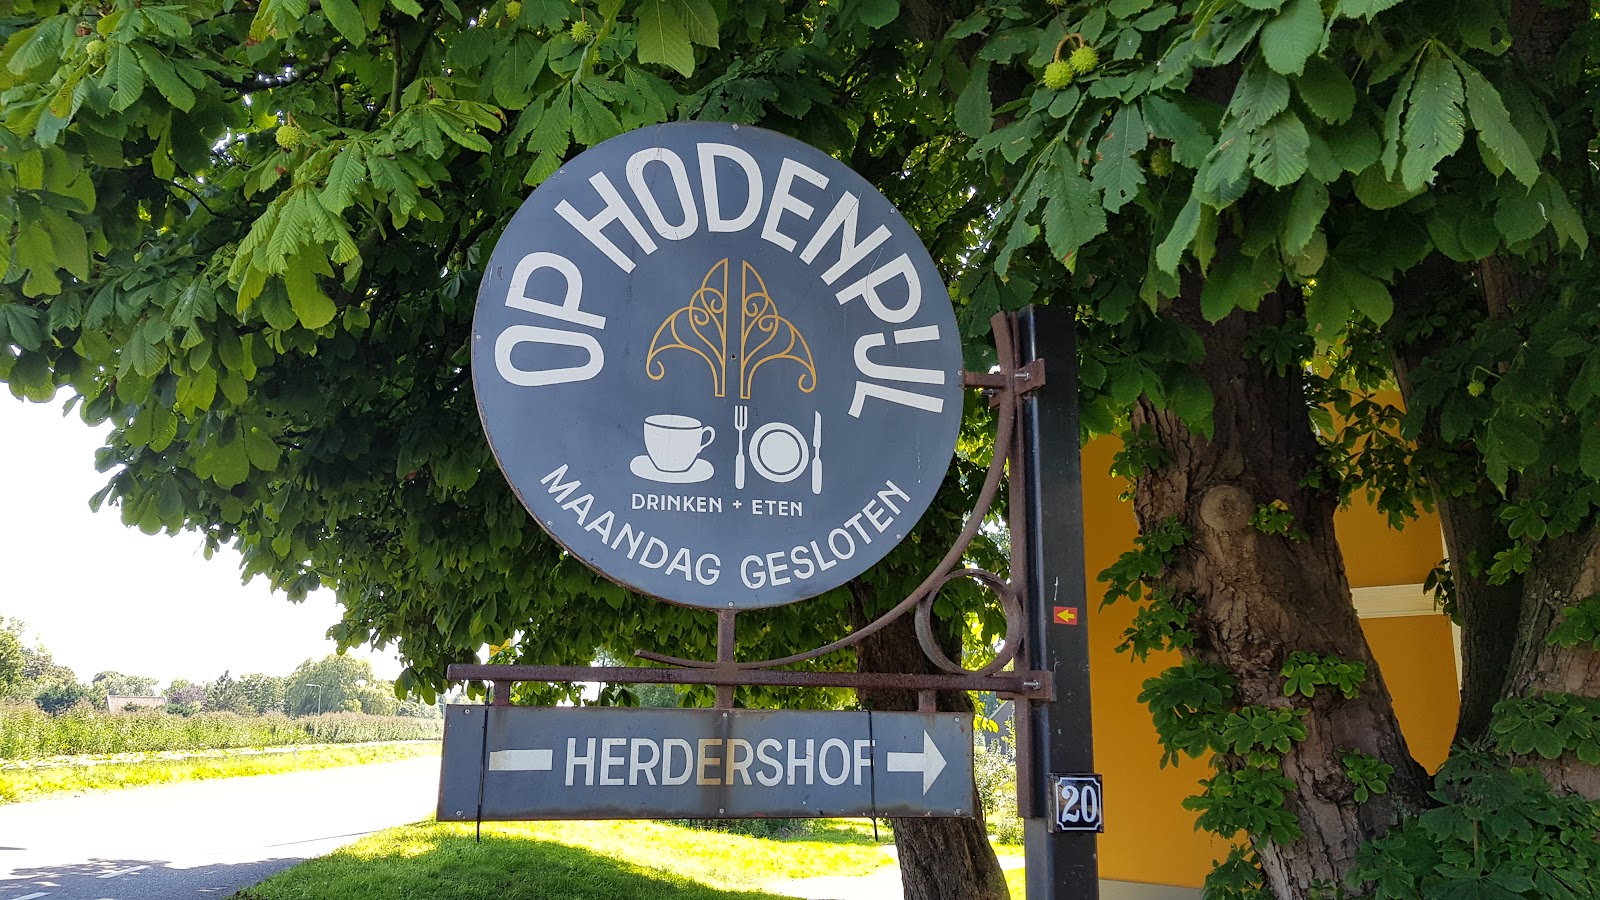 OP HODENPIJL
DRINKEN + ETEN
MAANDAG GESLOTEN
HERDERSHOF
20